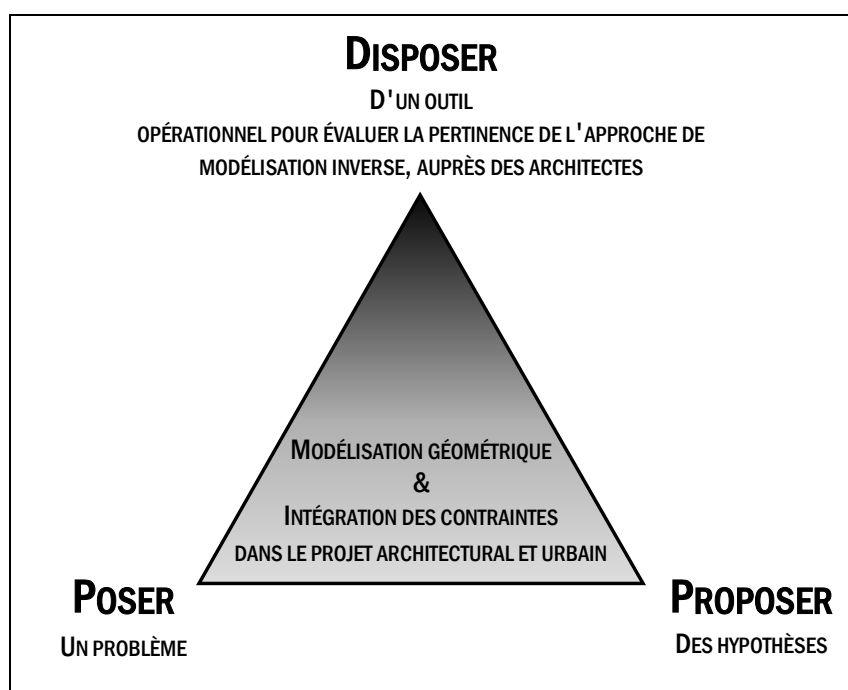 DISPOSER
D'UN OUTIL
OPÉRATIONNEL POUR ÉVALUER LA PERTINENCE DE L'APPROCHE DE
MODÉLISATION INVERSE, AUPRÈS DES ARCHITECTES
MODÉLISATION GÉOMÉTRIQUE
&
INTÉGRATION DES CONTRAINTES
DANS LE PROJET ARCHITECTURAL ET URBAIN
POSER
UN PROBLÈME
PROPOSER
DES HYPOTHÈSES